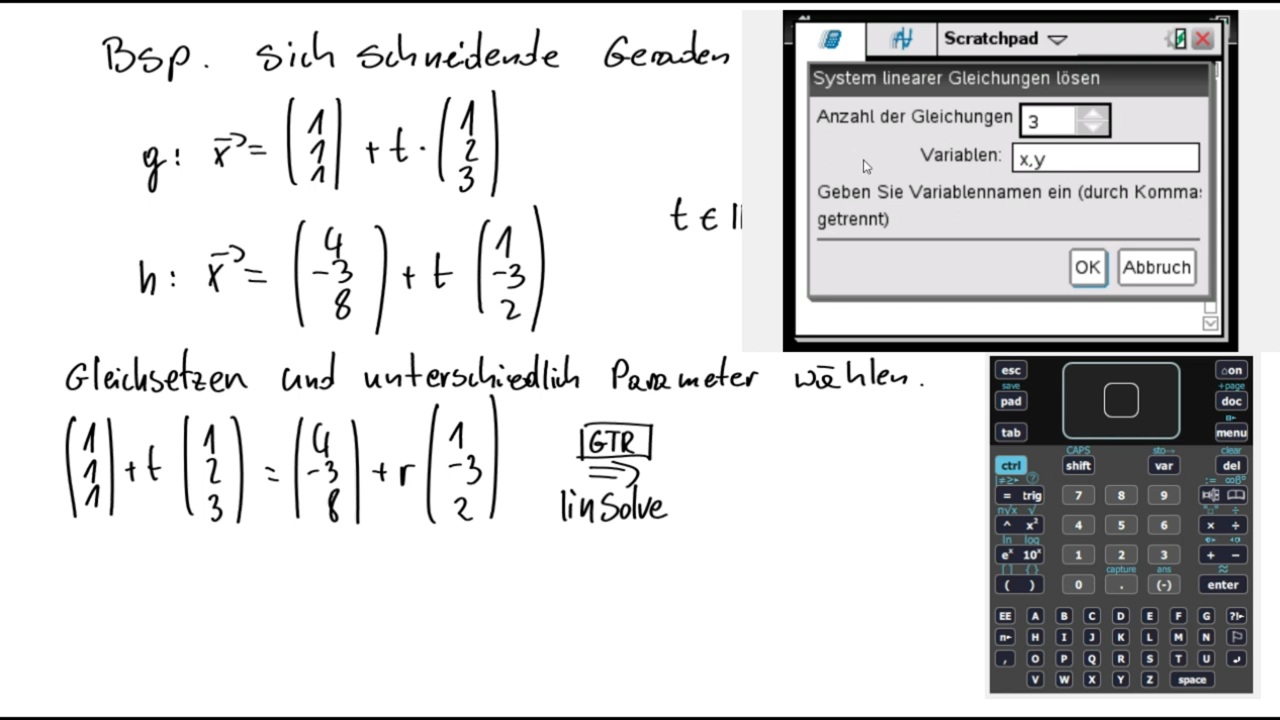 Bsp. sich schneidende Geraden
g: x⃗ = (1 1 1) + t · (1 2 3)
t ∈ 
h: x⃗ = (4 -3 8) + t (1 -3 2)
Gleichsetzen und unterschiedlich Parameter wählen.
(1 1 1) + t (1 2 3) = (4 -3 8) + r (1 -3 2)
GTR
⇒
linSolve
Scratchpad
System linearer Gleichungen lösen
Anzahl der Gleichungen 3
Variablen: x,y
Geben Sie Variablennamen ein (durch Kommas
getrennt)
OK Abbruch
esc on
save +page
pad doc
tab menu
CAPS sto→ clear
ctrl shift var del
= trig 7 8 9
n√x √
^ x² 4 5 6 × ÷
ln log
eˣ 10ˣ 1 2 3 + −
[] {} capture ans ≈
( ) 0 . (-) enter
EE A B C D E F G ?!▸
π▸ H I J K L M N
, O P Q R S T U
V W X Y Z space